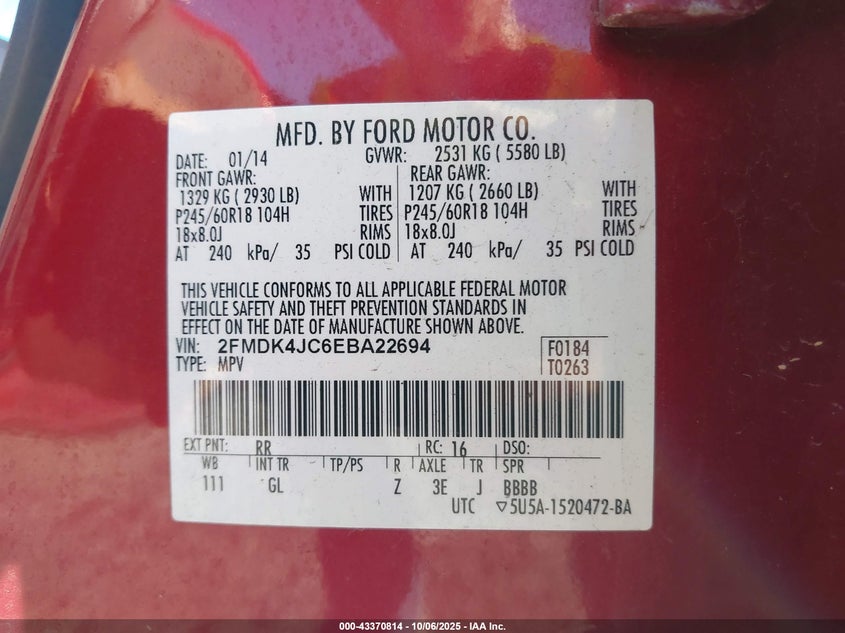 MFD. BY FORD MOTOR CO.
DATE: 01/14 GVWR: 2531 KG ( 5580 LB)
FRONT GAWR: REAR GAWR:
1329 KG ( 2930 LB) WITH 1207 KG ( 2660 LB) WITH
P245/60R18 104H TIRES P245/60R18 104H TIRES
18x8.0J RIMS 18x8.0J RIMS
AT 240 kPa/ 35 PSI COLD AT 240 kPa/ 35 PSI COLD
THIS VEHICLE CONFORMS TO ALL APPLICABLE FEDERAL MOTOR
VEHICLE SAFETY AND THEFT PREVENTION STANDARDS IN
EFFECT ON THE DATE OF MANUFACTURE SHOWN ABOVE.
VIN: 2FMDK4JC6EBA22694 F0184
TYPE: MPV T0263
EXT PNT: RR RC: 16 DSO:
WB INT TR TP/PS R AXLE TR SPR
111 GL Z 3E J BBBB
UTC ▽5U5A-1520472-BA
000-43370814 - 10/06/2025 - IAA Inc.